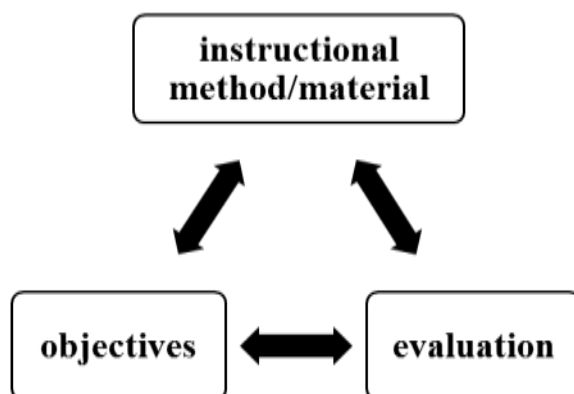 instructional
method/material
objectives
evaluation